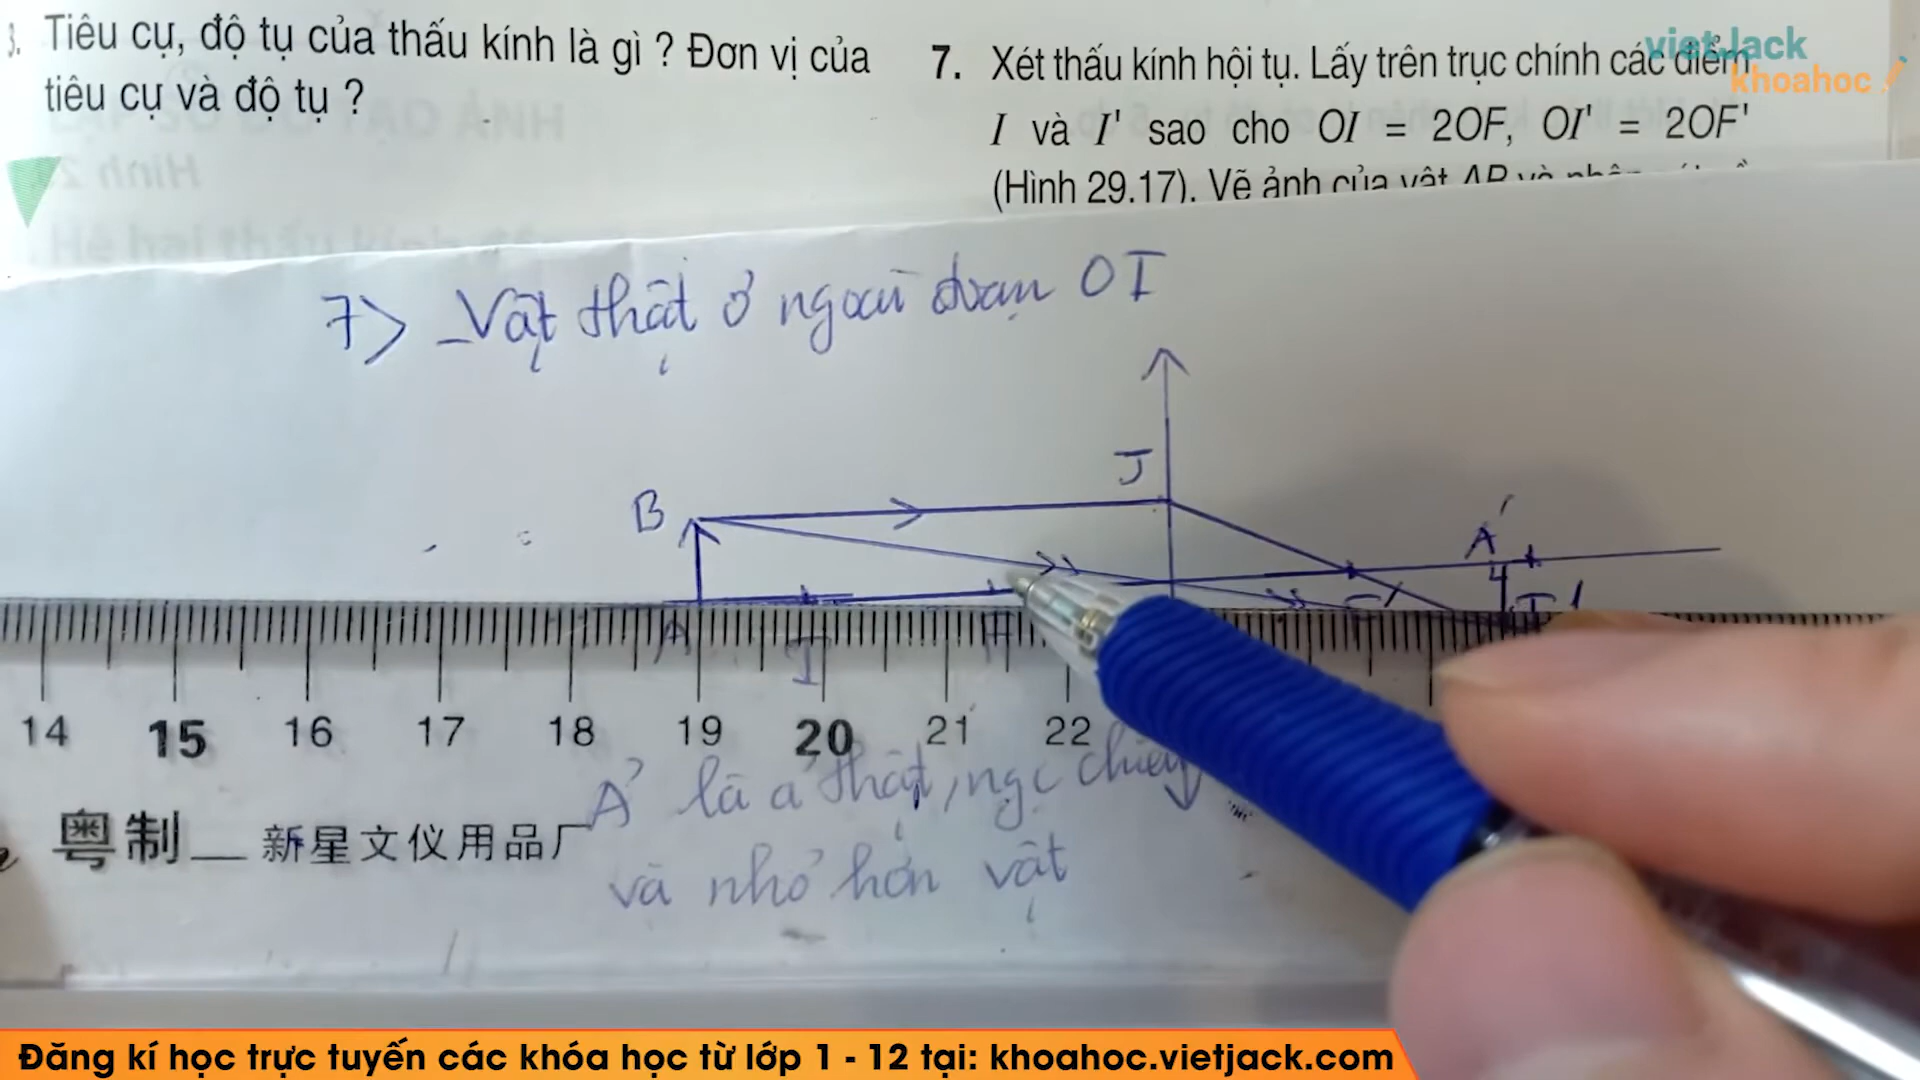 3. Tiêu cự, độ tụ của thấu kính là gì ? Đơn vị của
tiêu cự và độ tụ ?
7. Xét thấu kính hội tụ. Lấy trên trục chính các điểm
I và I' sao cho OI = 2OF, OI' = 2OF'
(Hình 29.17). Vẽ ảnh của vật AB và
vietJack
khoahoc
7> - Vật thật ở ngoài đoạn OI
J
B
A'
I'
A
I
F
14 15 16 17 18 19 20 21 22
粤制 新星文仪用品厂
Ả là ả thật, ngc chiều
và nhỏ hơn vật
Đăng kí học trực tuyến các khóa học từ lớp 1 - 12 tại: khoahoc.vietjack.com